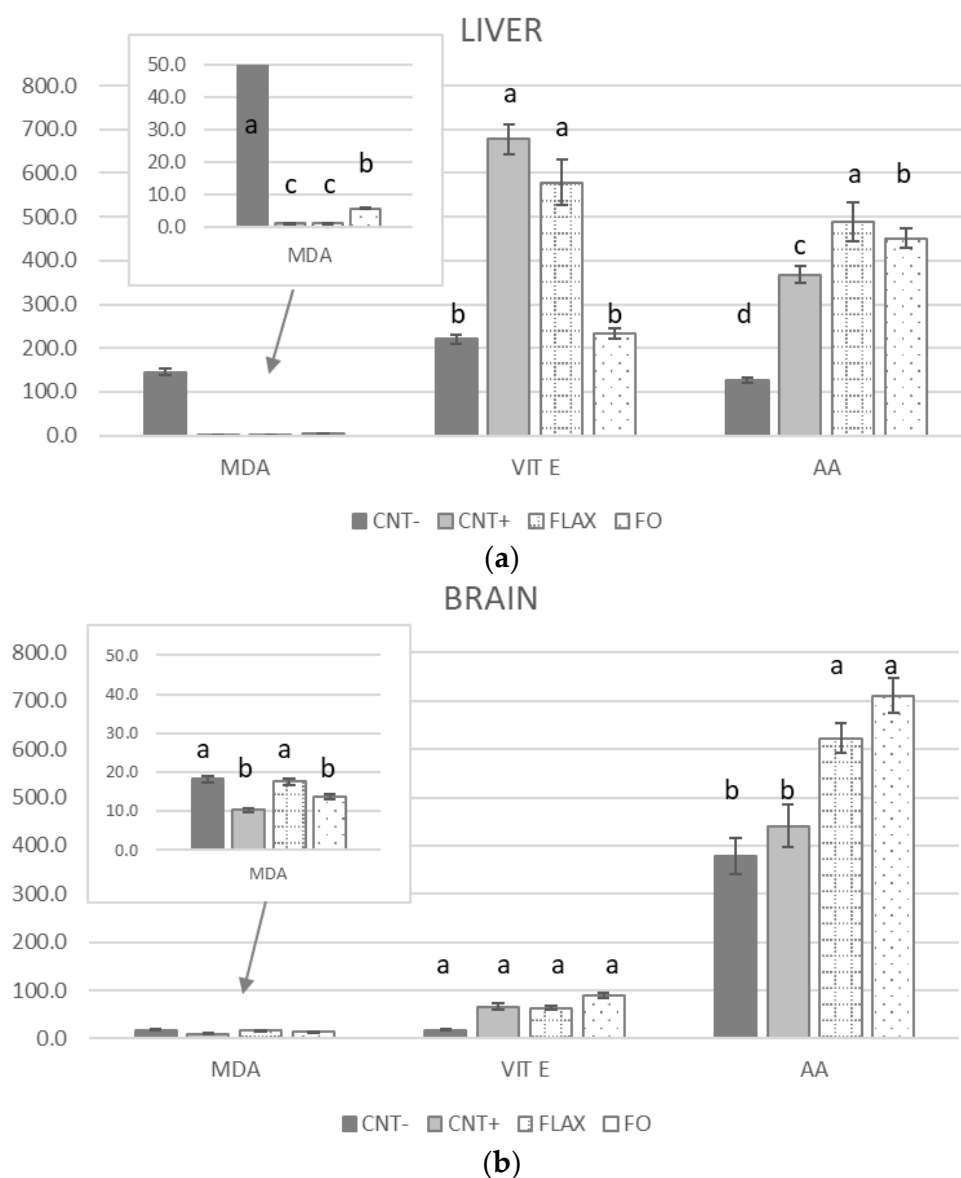 LIVER
50.0
40.0
30.0
20.0
10.0
0.0
a
c
c
b
MDA
800.0
700.0
600.0
500.0
400.0
300.0
200.0
100.0
0.0
b
a
a
b
d
c
a
b
MDA VIT E AA
CNT- CNT+ FLAX FO
(a)
BRAIN
50.0
40.0
30.0
20.0
10.0
0.0
a
b
a
b
MDA
800.0
700.0
600.0
500.0
400.0
300.0
200.0
100.0
0.0
a
a
a
a
b
b
a
a
MDA VIT E AA
CNT- CNT+ FLAX FO
(b)